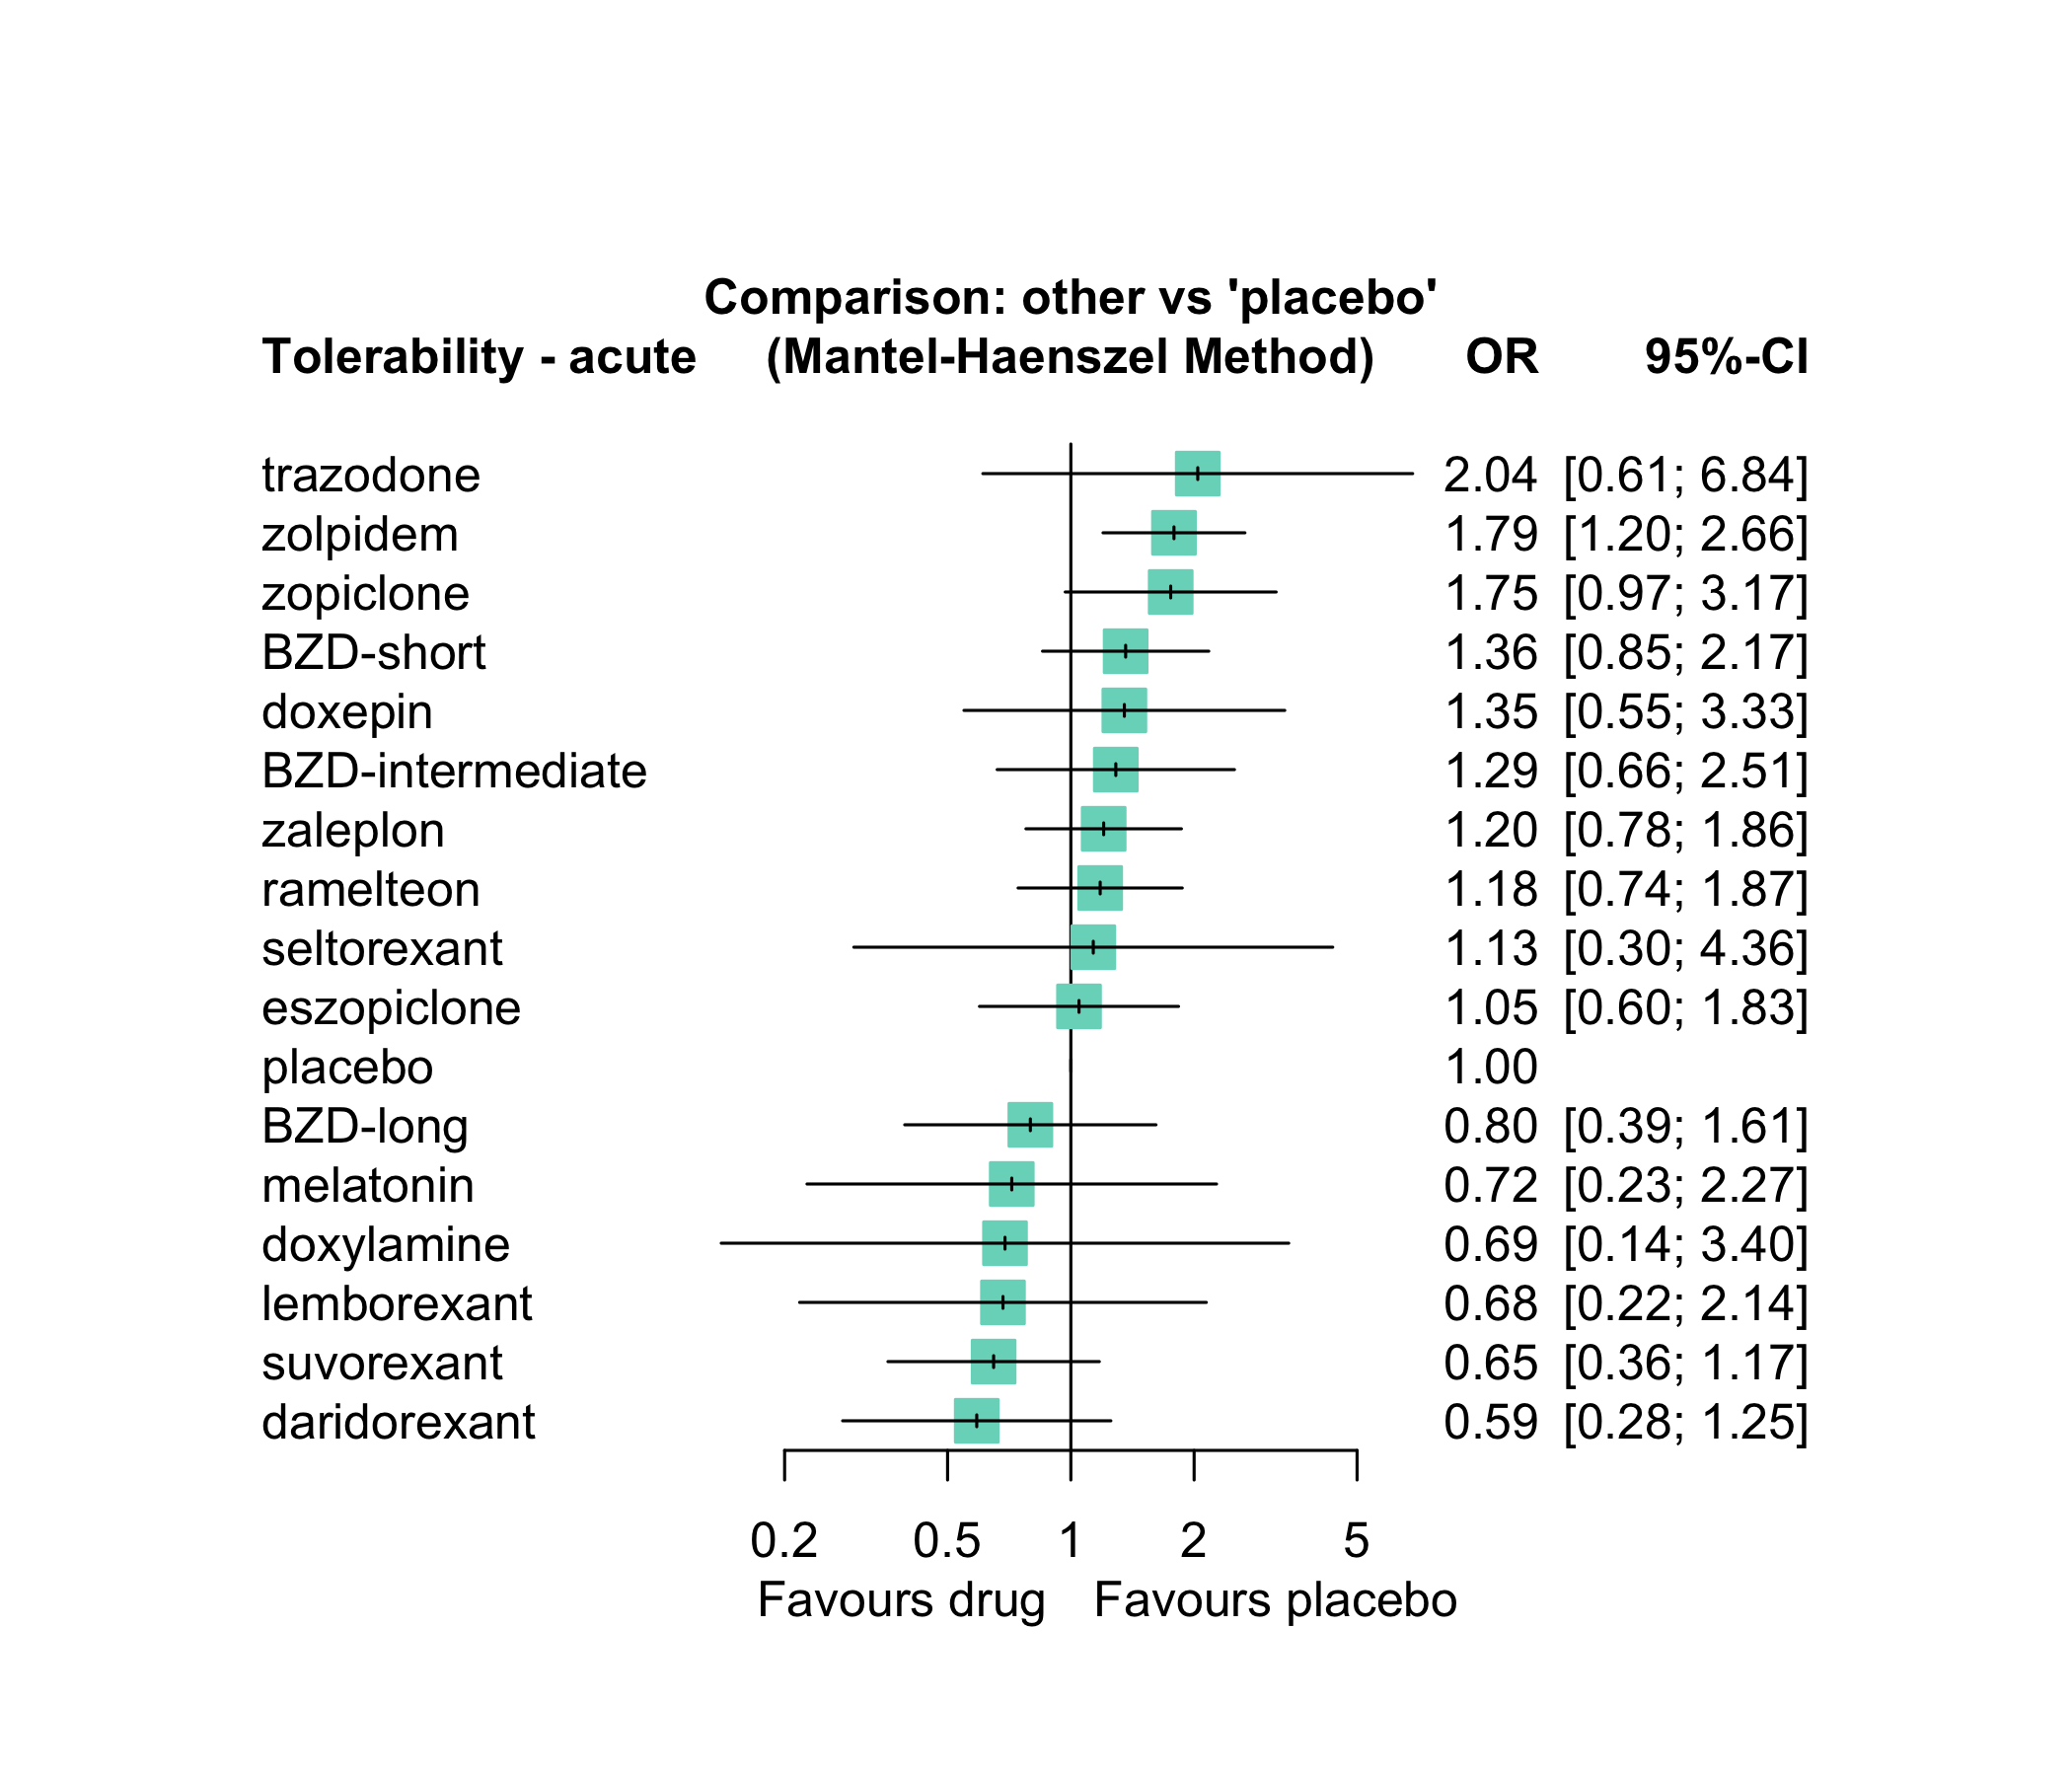 Comparison: other vs 'placebo'
Tolerability - acute (Mantel-Haenszel Method) OR 95%-CI
trazodone 2.04 [0.61; 6.84]
zolpidem 1.79 [1.20; 2.66]
zopiclone 1.75 [0.97; 3.17]
BZD-short 1.36 [0.85; 2.17]
doxepin 1.35 [0.55; 3.33]
BZD-intermediate 1.29 [0.66; 2.51]
zaleplon 1.20 [0.78; 1.86]
ramelteon 1.18 [0.74; 1.87]
seltorexant 1.13 [0.30; 4.36]
eszopiclone 1.05 [0.60; 1.83]
placebo 1.00
BZD-long 0.80 [0.39; 1.61]
melatonin 0.72 [0.23; 2.27]
doxylamine 0.69 [0.14; 3.40]
lemborexant 0.68 [0.22; 2.14]
suvorexant 0.65 [0.36; 1.17]
daridorexant 0.59 [0.28; 1.25]
0.2 0.5 1 2 5
Favours drug Favours placebo